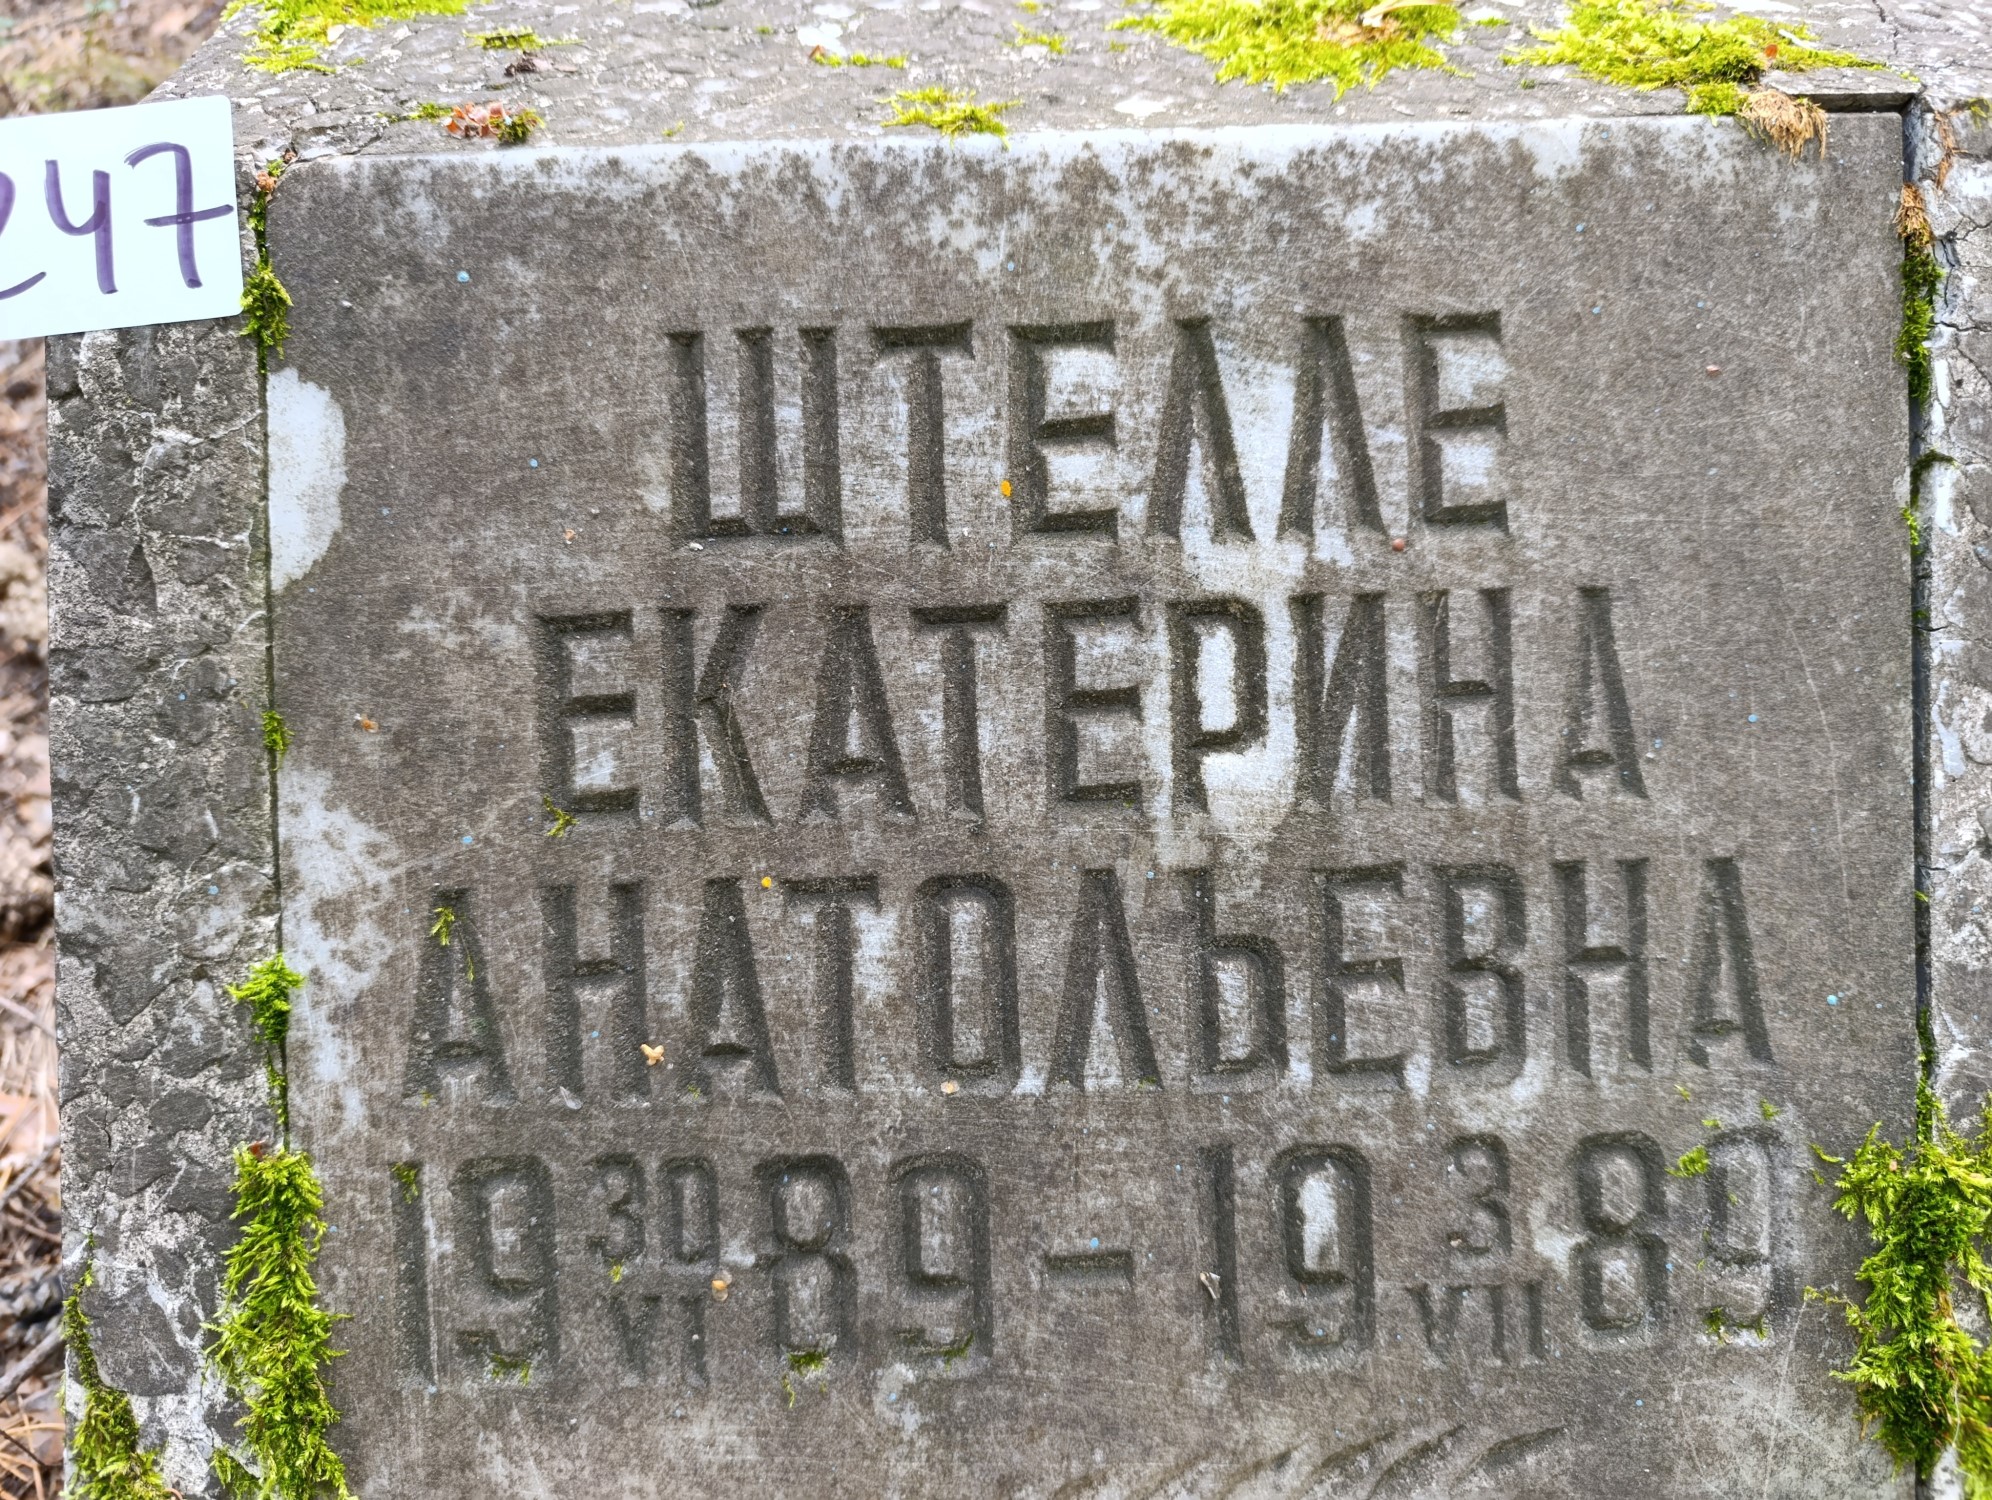 247
ШТЕЛЛЕ
ЕКАТЕРИНА
АНАТОЛЬЕВНА
19 30/VI 89 – 19 3/VII 89